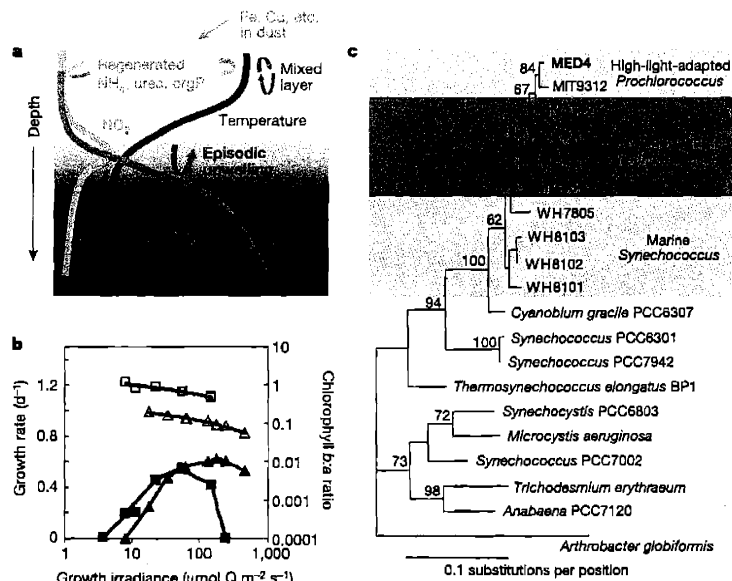 a
Fe, Cu, etc.
in dust
Regenerated
NH₄, urea, orgP
Mixed
layer
NO₃
Temperature
Episodic
upwelling
Depth
b
Growth rate (d⁻¹)
1.2
0.8
0.4
0
10
1
0.1
0.01
0.001
0.0001
Chlorophyll b:a ratio
1
10
100
1,000
Growth irradiance (μmol Q m⁻² s⁻¹)
c
84
MED4
67
MIT9312
High-light-adapted
Prochlorococcus
WH7805
62
WH8103
WH8102
WH8101
Marine
Synechococcus
100
94
Cyanobium gracile PCC6307
100
Synechococcus PCC6301
Synechococcus PCC7942
Thermosynechococcus elongatus BP1
Synechocystis PCC6803
72
Microcystis aeruginosa
73
Synechococcus PCC7002
Trichodesmium erythraeum
98
Anabaena PCC7120
Arthrobacter globiformis
0.1 substitutions per position